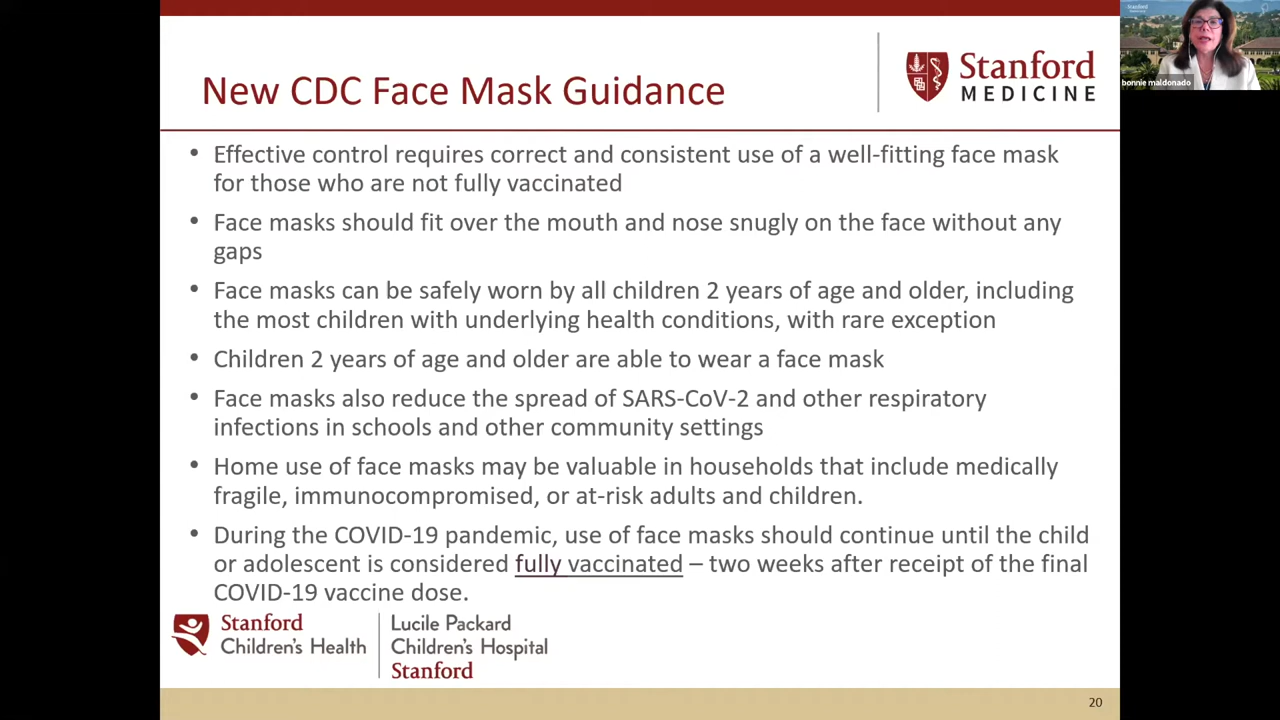 New CDC Face Mask Guidance
Stanford
MEDICINE
bonnie maldonado
• Effective control requires correct and consistent use of a well-fitting face mask
for those who are not fully vaccinated
• Face masks should fit over the mouth and nose snugly on the face without any
gaps
• Face masks can be safely worn by all children 2 years of age and older, including
the most children with underlying health conditions, with rare exception
• Children 2 years of age and older are able to wear a face mask
• Face masks also reduce the spread of SARS-CoV-2 and other respiratory
infections in schools and other community settings
• Home use of face masks may be valuable in households that include medically
fragile, immunocompromised, or at-risk adults and children.
• During the COVID-19 pandemic, use of face masks should continue until the child
or adolescent is considered fully vaccinated – two weeks after receipt of the final
COVID-19 vaccine dose.
Stanford
Children's Health
Lucile Packard
Children's Hospital
Stanford
20